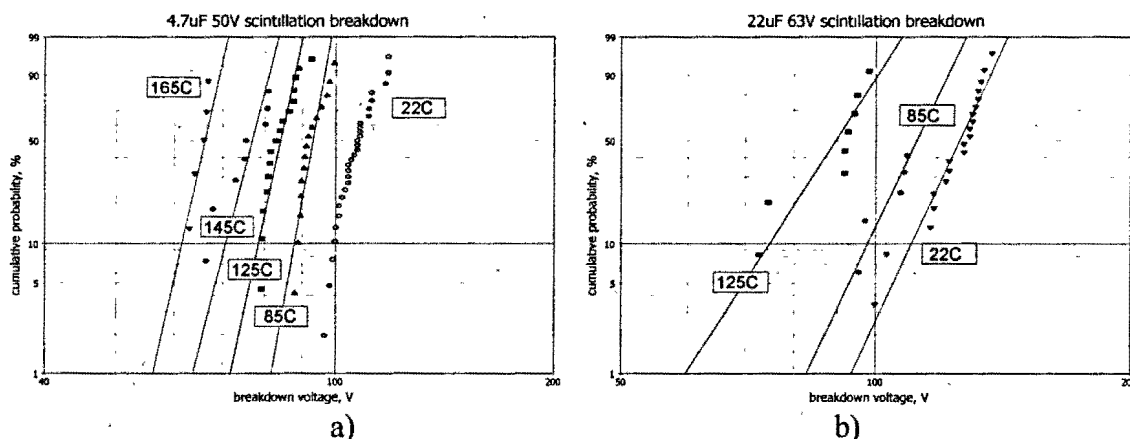 4.7uF 50V scintillation breakdown
99
90
50
10
5
1
cumulative probability, %
165C
22C
145C
125C
85C
40
100
200
breakdown voltage, V
a)
22uF 63V scintillation breakdown
99
90
50
10
5
1
cumulative probability, %
85C
22C
125C
50
100
200
breakdown voltage, V
b)